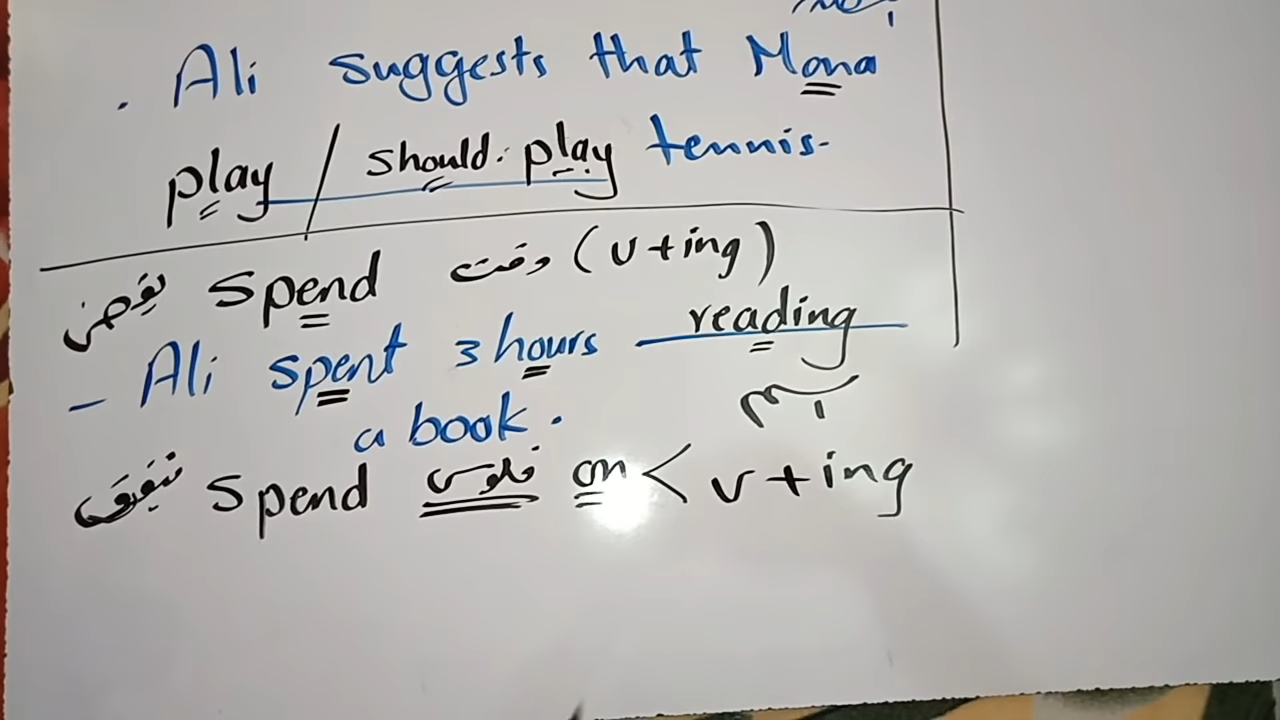 . Ali suggests that Mona
play / should play tennis.
يقضى spend وقت (v+ing)
- Ali spent 3 hours reading
a book.
ينفق spend فلوس on < v+ing